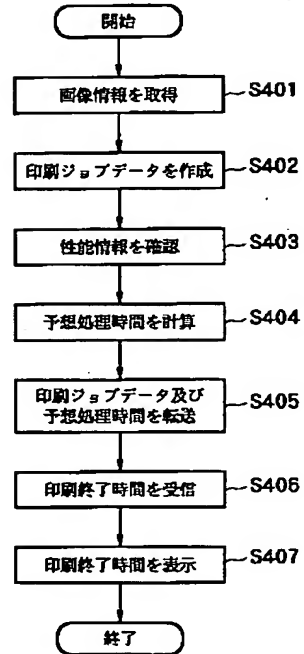 開始
画像情報を取得
S401
印刷ジョブデータを作成
S402
性能情報を確認
S403
予想処理時間を計算
S404
印刷ジョブデータ及び
予想処理時間を転送
S405
印刷終了時間を受信
S406
印刷終了時間を表示
S407
終了